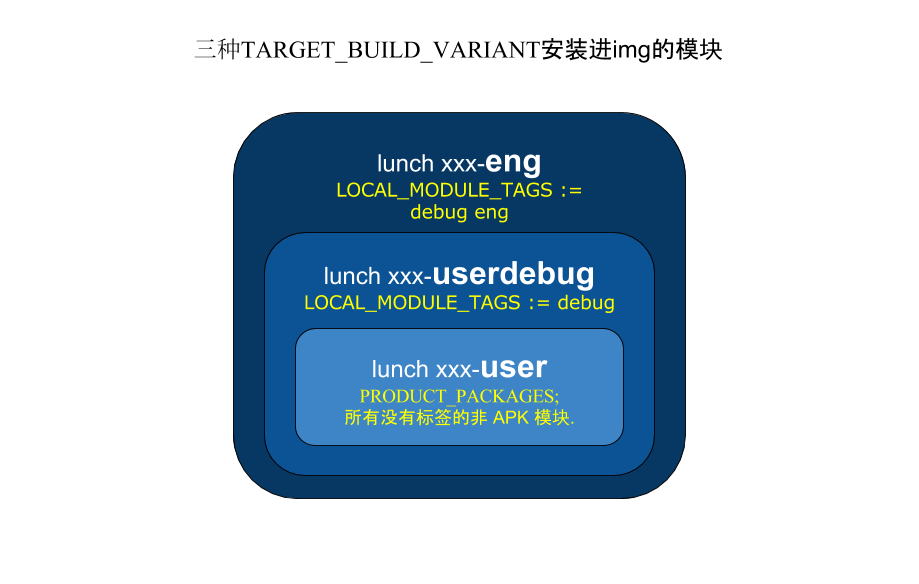 三种TARGET_BUILD_VARIANT安装进img的模块
lunch xxx-eng
LOCAL_MODULE_TAGS :=
debug eng
lunch xxx-userdebug
LOCAL_MODULE_TAGS := debug
lunch xxx-user
PRODUCT_PACKAGES;
所有没有标签的非 APK 模块.